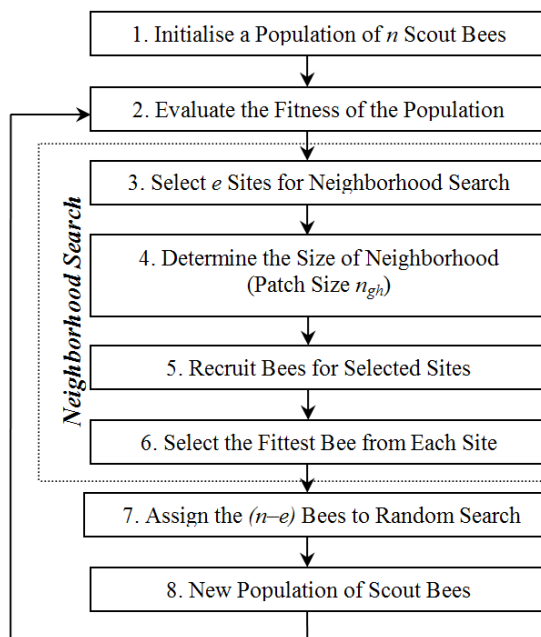 1. Initialise a Population of n Scout Bees
2. Evaluate the Fitness of the Population
Neighborhood Search
3. Select e Sites for Neighborhood Search
4. Determine the Size of Neighborhood
(Patch Size ngh)
5. Recruit Bees for Selected Sites
6. Select the Fittest Bee from Each Site
7. Assign the (n–e) Bees to Random Search
8. New Population of Scout Bees